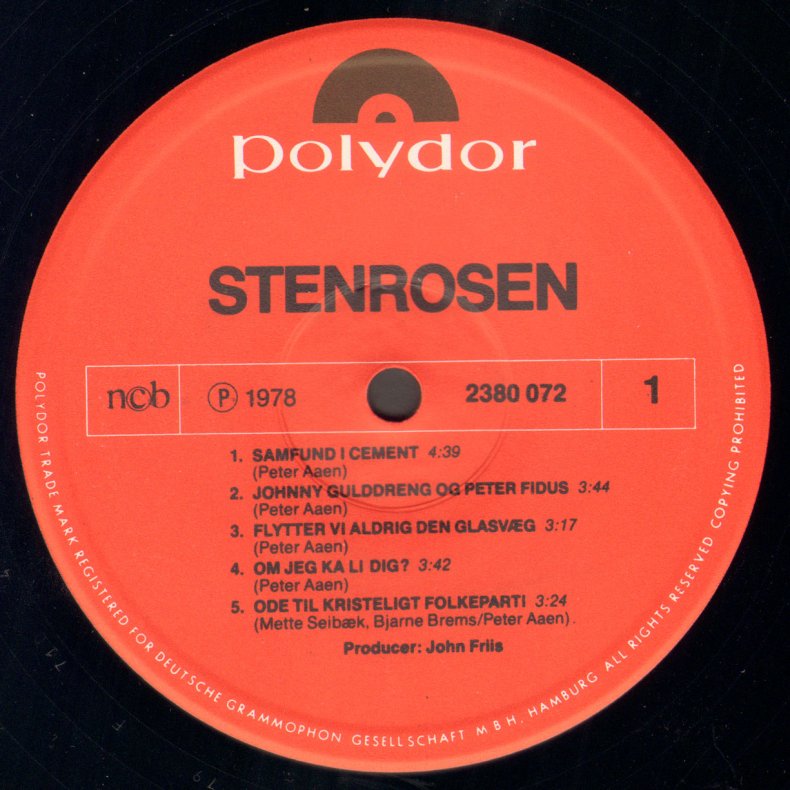 polydor
STENROSEN
ncb ℗ 1978 2380 072 1
1. SAMFUND I CEMENT 4:39
(Peter Aaen)
2. JOHNNY GULDDRENG OG PETER FIDUS 3:44
(Peter Aaen)
3. FLYTTER VI ALDRIG DEN GLASVÆG 3:17
(Peter Aaen)
4. OM JEG KA LI DIG? 3:42
(Peter Aaen)
5. ODE TIL KRISTELIGT FOLKEPARTI 3:24
(Mette Seibæk, Bjarne Brems/Peter Aaen).
Producer: John Friis
POLYDOR TRADE MARK REGISTERED FOR DEUTSCHE GRAMMOPHON GESELLSCHAFT MBH. HAMBURG ALL RIGHTS RESERVED COPYING PROHIBITED